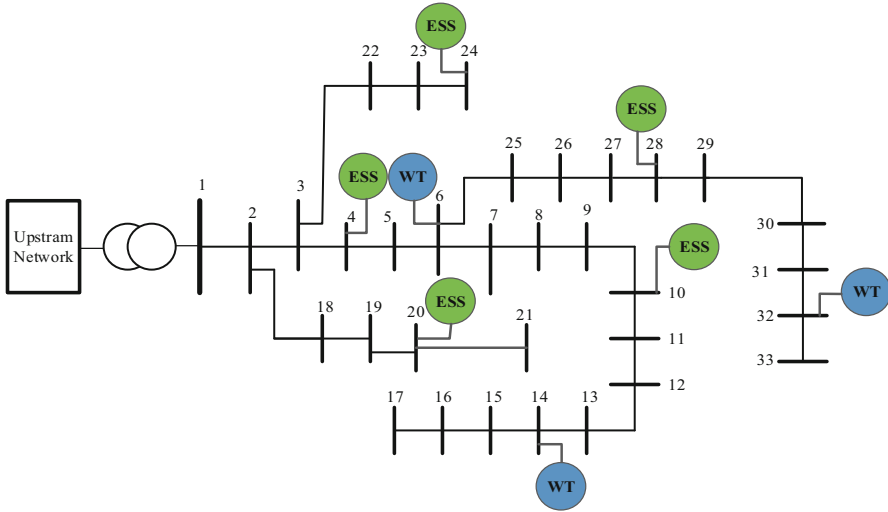 ESS
22 23 24
ESS
25 26 27 28 29
ESS WT
1 2 3 4 5 6 7 8 9
Upstram
Network
30
ESS
31
10
WT
32
18 19 20 ESS 21
11
33
12
17 16 15 14 13
WT